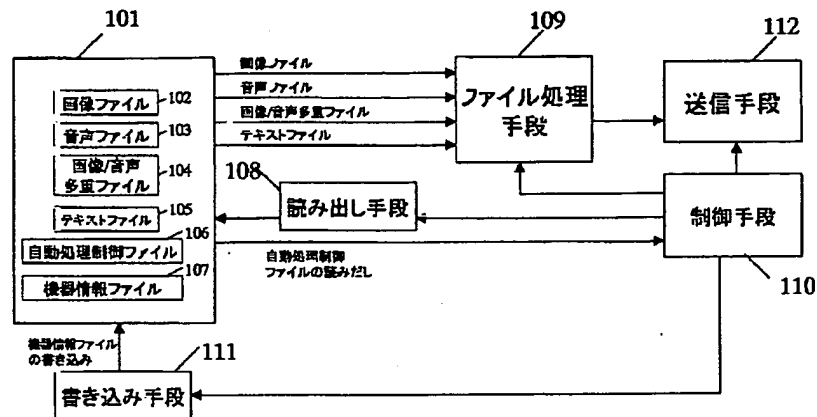 101
画像ファイル
102
音声ファイル
103
画像/音声
多重ファイル
104
テキストファイル
105
自動処理制御ファイル
106
機器情報ファイル
107
画像ファイル
音声ファイル
画像/音声多重ファイル
テキストファイル
109
ファイル処理
手段
112
送信手段
108
読み出し手段
制御手段
110
自動処理制御
ファイルの読みだし
機器情報ファイル
の書き込み
111
書き込み手段